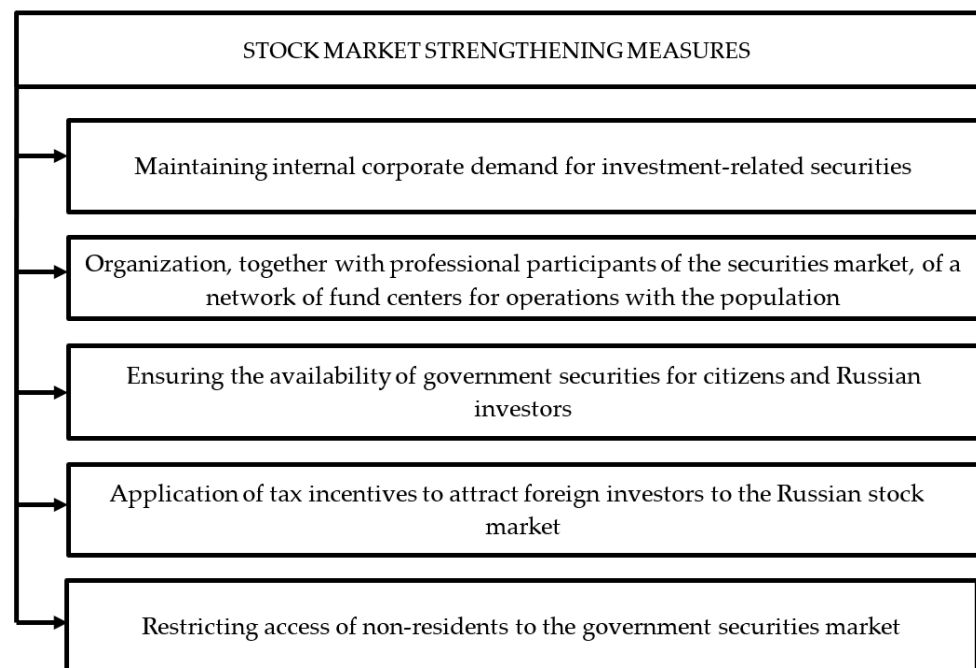 STOCK MARKET STRENGTHENING MEASURES
Maintaining internal corporate demand for investment-related securities
Organization, together with professional participants of the securities market, of a
network of fund centers for operations with the population
Ensuring the availability of government securities for citizens and Russian
investors
Application of tax incentives to attract foreign investors to the Russian stock
market
Restricting access of non-residents to the government securities market